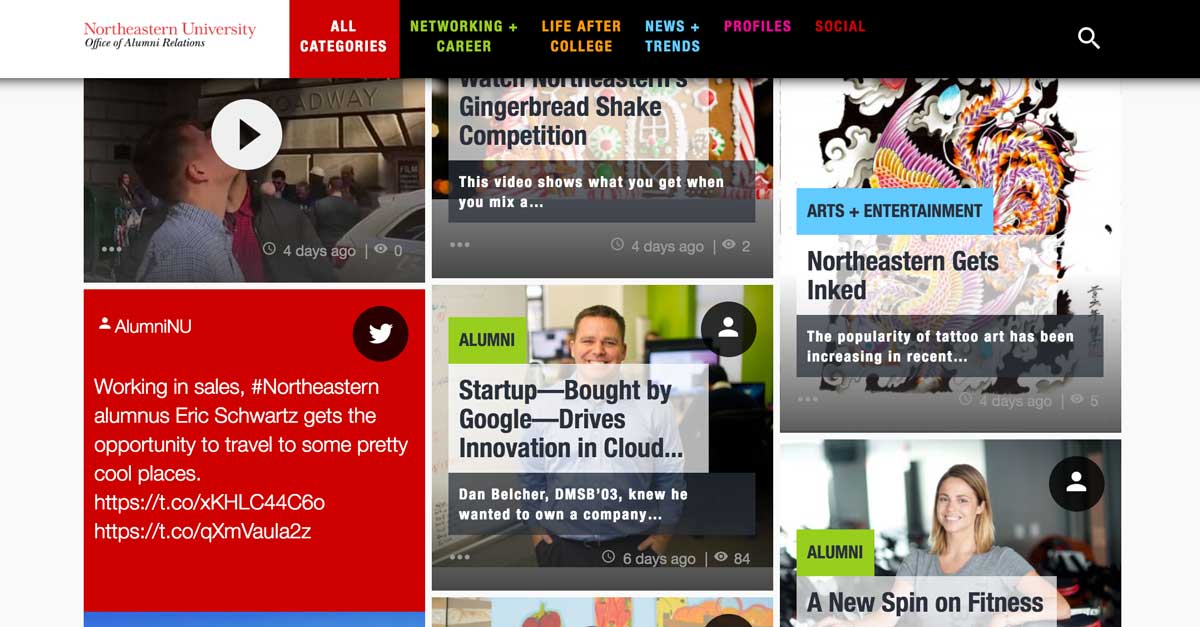 Northeastern University
Office of Alumni Relations
ALL
CATEGORIES
NETWORKING +
CAREER
LIFE AFTER
COLLEGE
NEWS +
TRENDS
PROFILES
SOCIAL
ROADWAY
FILM
4 days ago | 0
AlumniNU
Working in sales, #Northeastern
alumnus Eric Schwartz gets the
opportunity to travel to some pretty
cool places.
https://t.co/xKHLC44C6o
https://t.co/qXmVaula2z
Watch Northeastern's
Gingerbread Shake
Competition
This video shows what you get when
you mix a...
4 days ago | 2
ALUMNI
Startup—Bought by
Google—Drives
Innovation in Cloud...
Dan Belcher, DMSB'03, knew he
wanted to own a company...
6 days ago | 84
ARTS + ENTERTAINMENT
Northeastern Gets
Inked
The popularity of tattoo art has been
increasing in recent...
4 days ago | 5
ALUMNI
A New Spin on Fitness